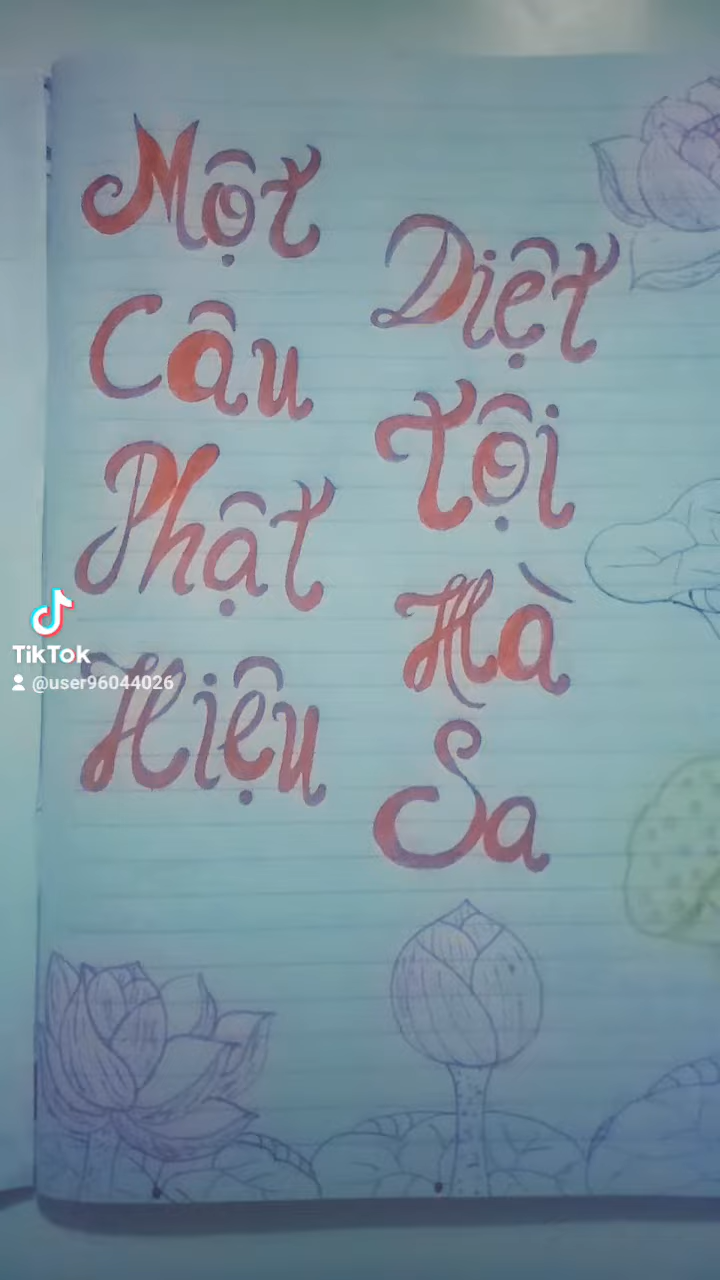 Một
Câu
Phật
Hiệu
Diệt
Tội
Hà
Sa
TikTok
@user96044026